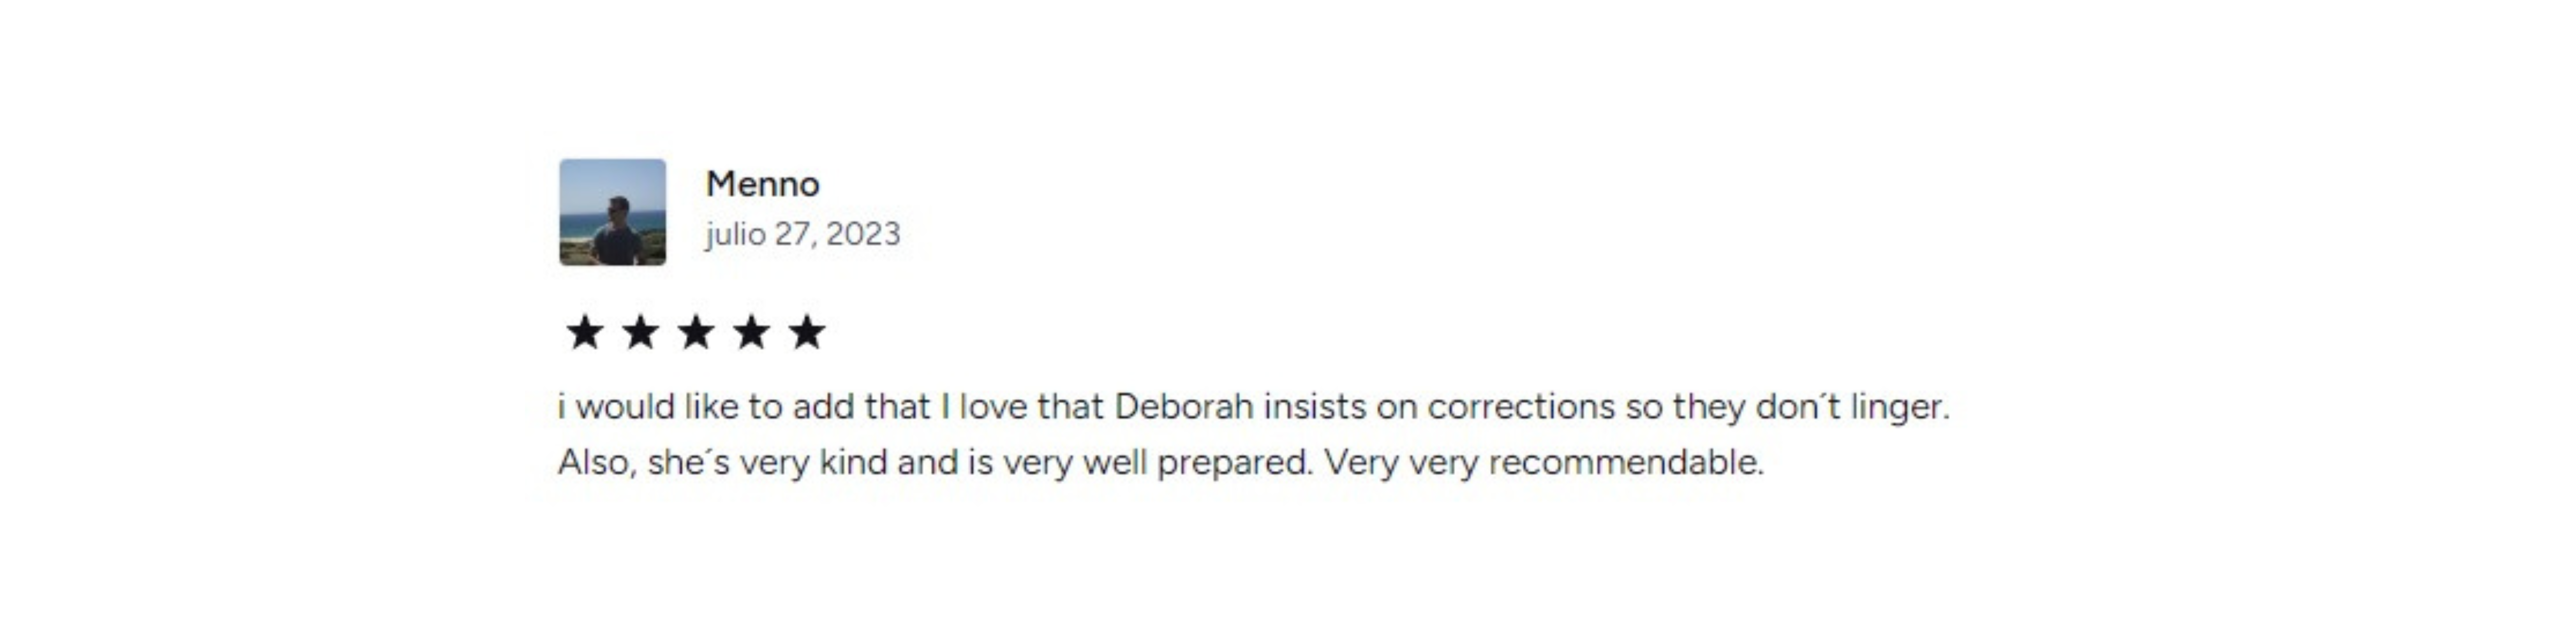 Menno
julio 27, 2023
i would like to add that I love that Deborah insists on corrections so they don´t linger.
Also, she´s very kind and is very well prepared. Very very recommendable.